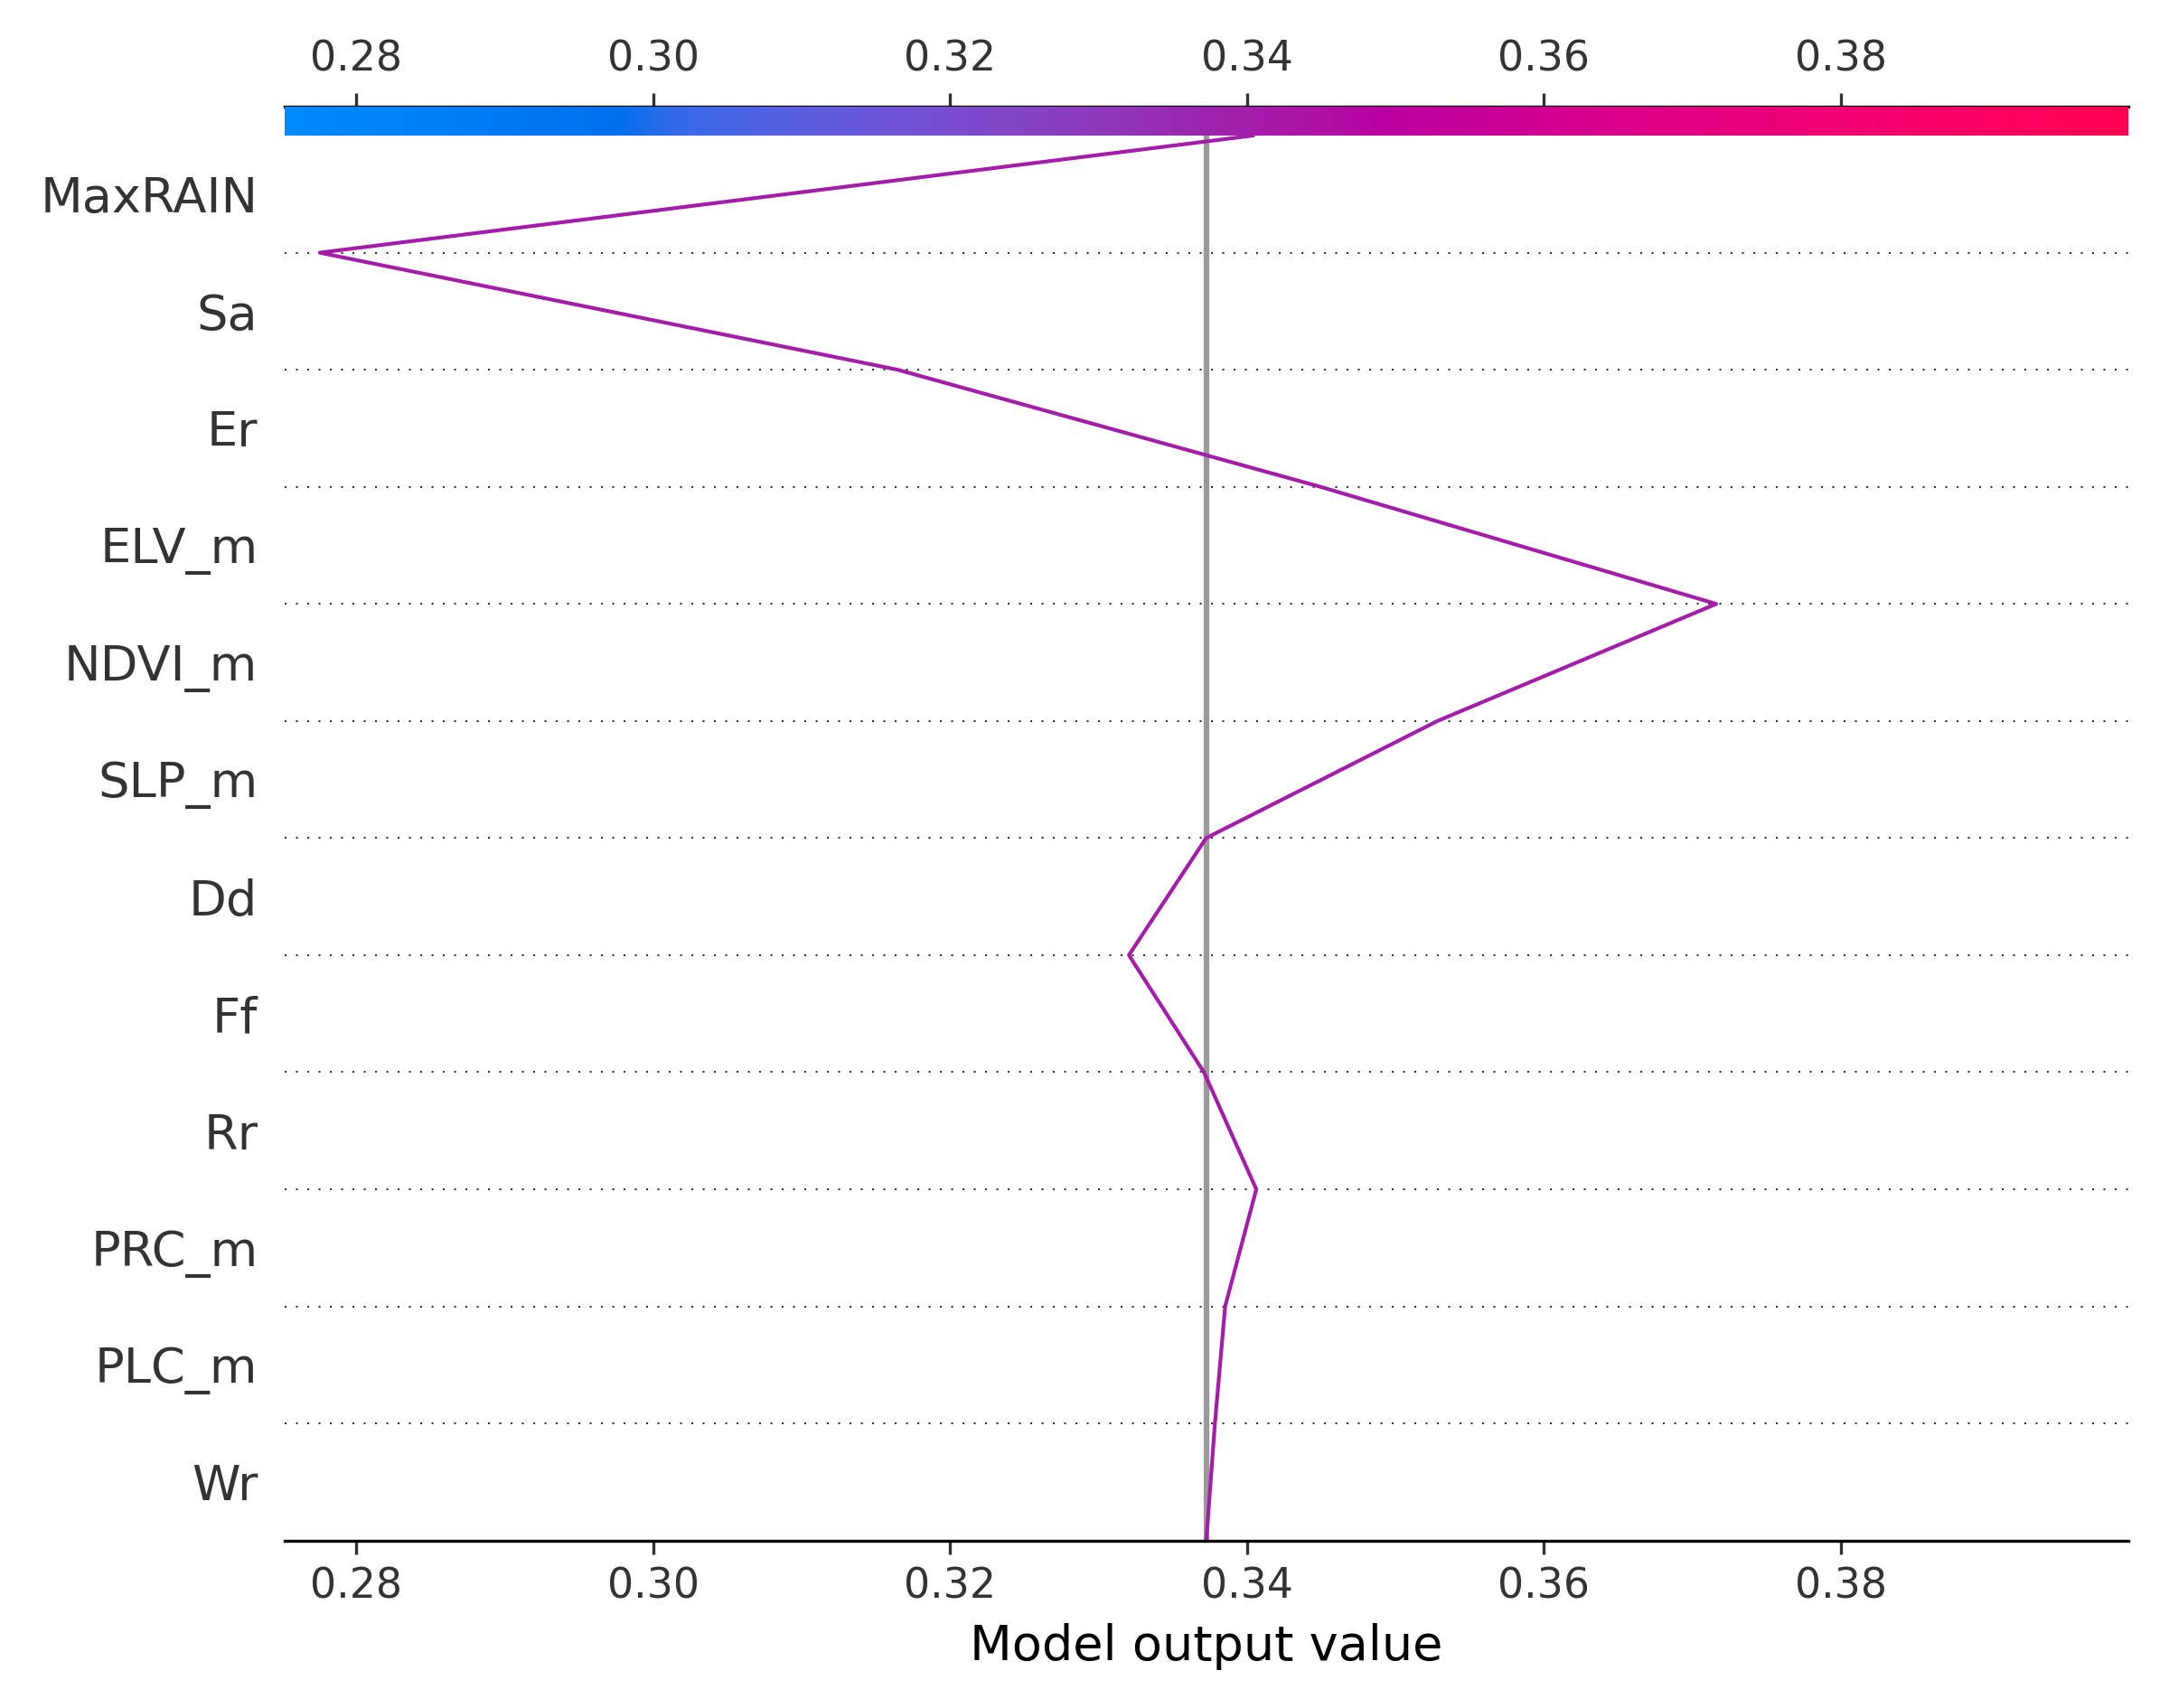 0.28 0.30 0.32 0.34 0.36 0.38
MaxRAIN
Sa
Er
ELV_m
NDVI_m
SLP_m
Dd
Ff
Rr
PRC_m
PLC_m
Wr
0.28 0.30 0.32 0.34 0.36 0.38
Model output value